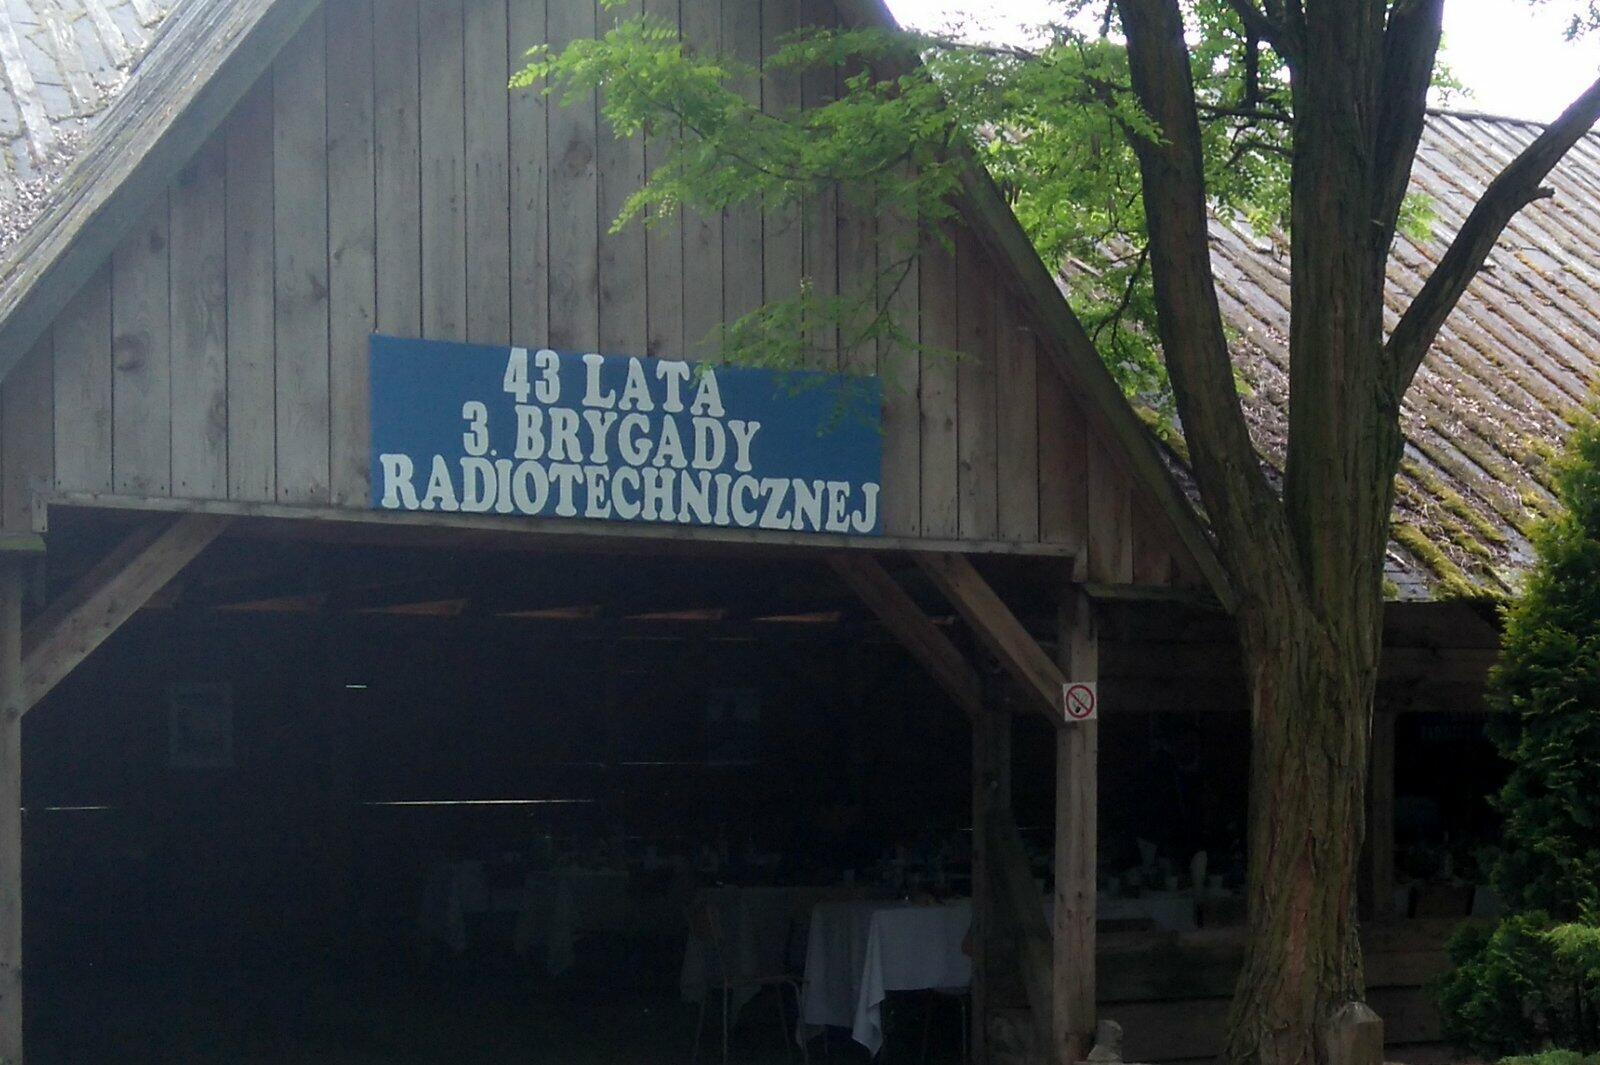 43 LATA
3. BRYGADY
RADIOTECHNICZNEJ